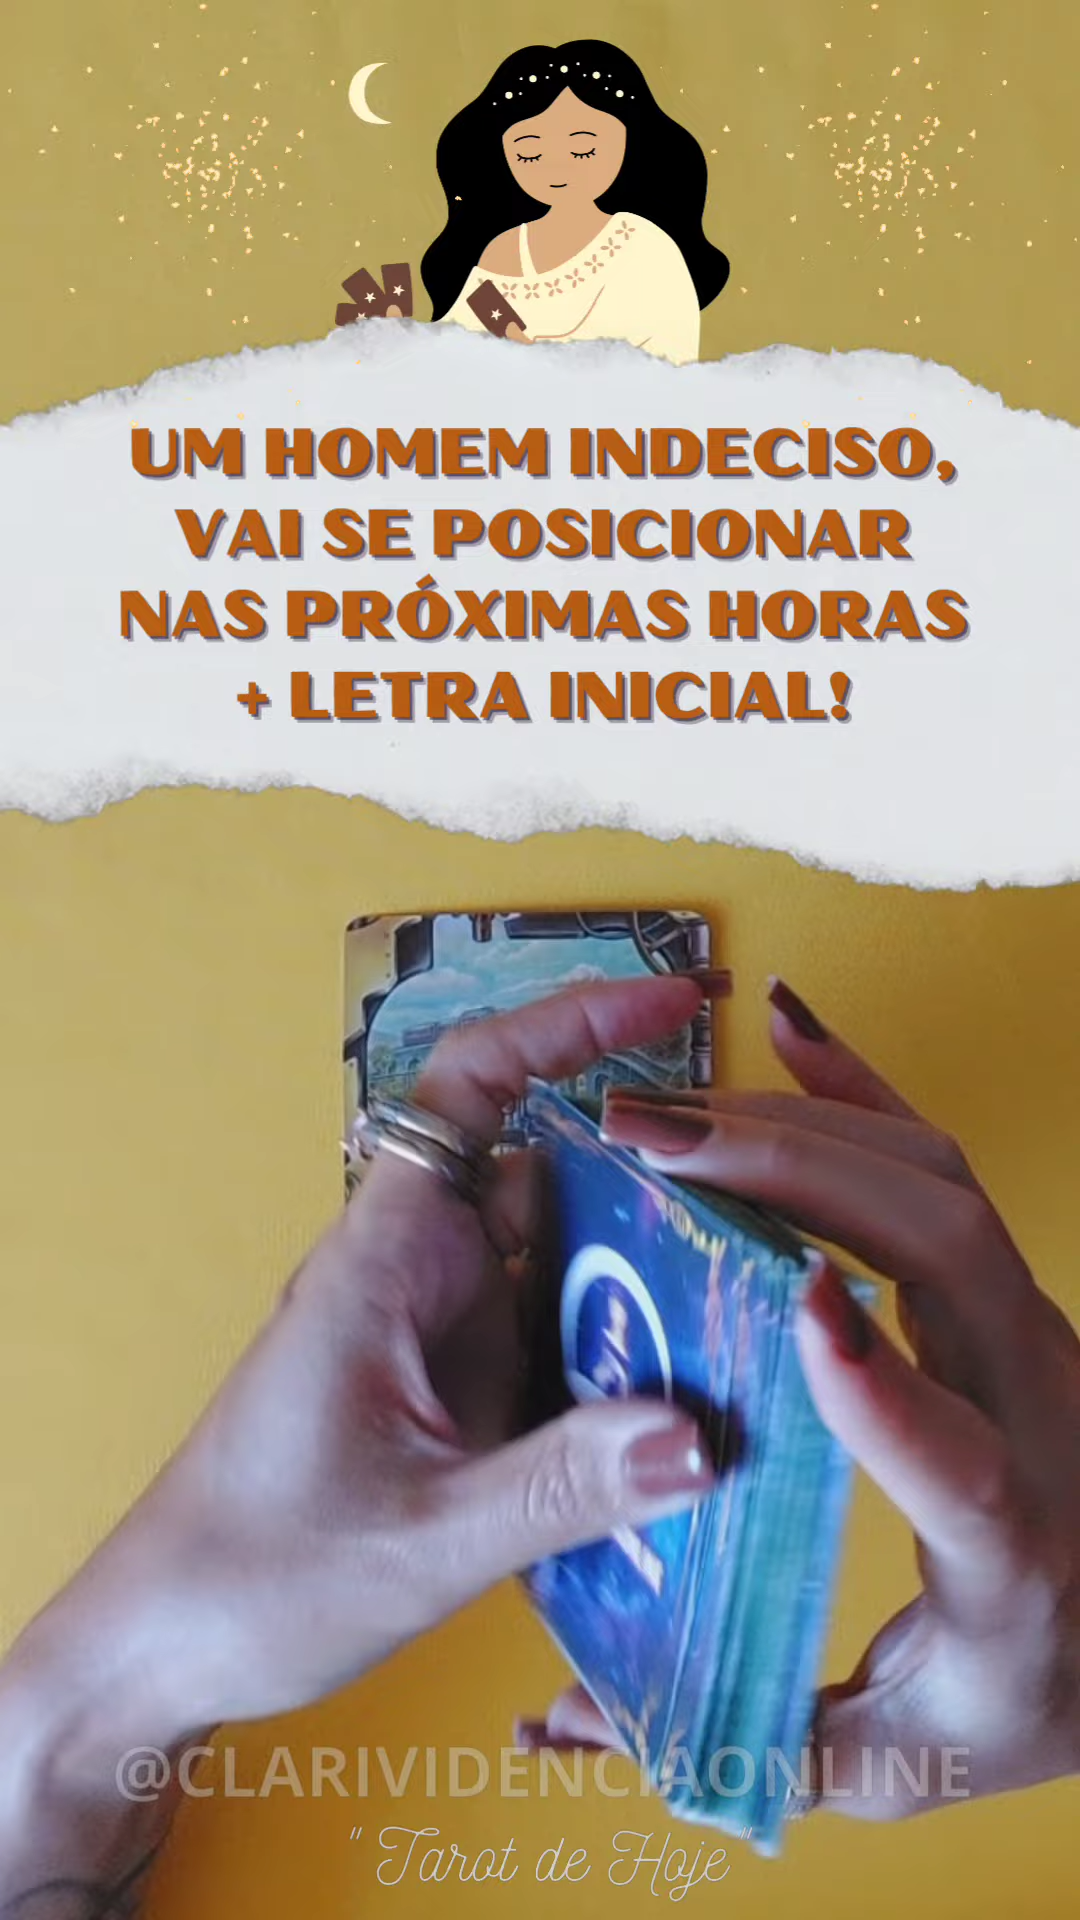 UM HOMEM INDECISO,
VAI SE POSICIONAR
NAS PRÓXIMAS HORAS
+ LETRA INICIAL!
@CLARIVIDENCIAONLINE
"Tarot de Hoje"